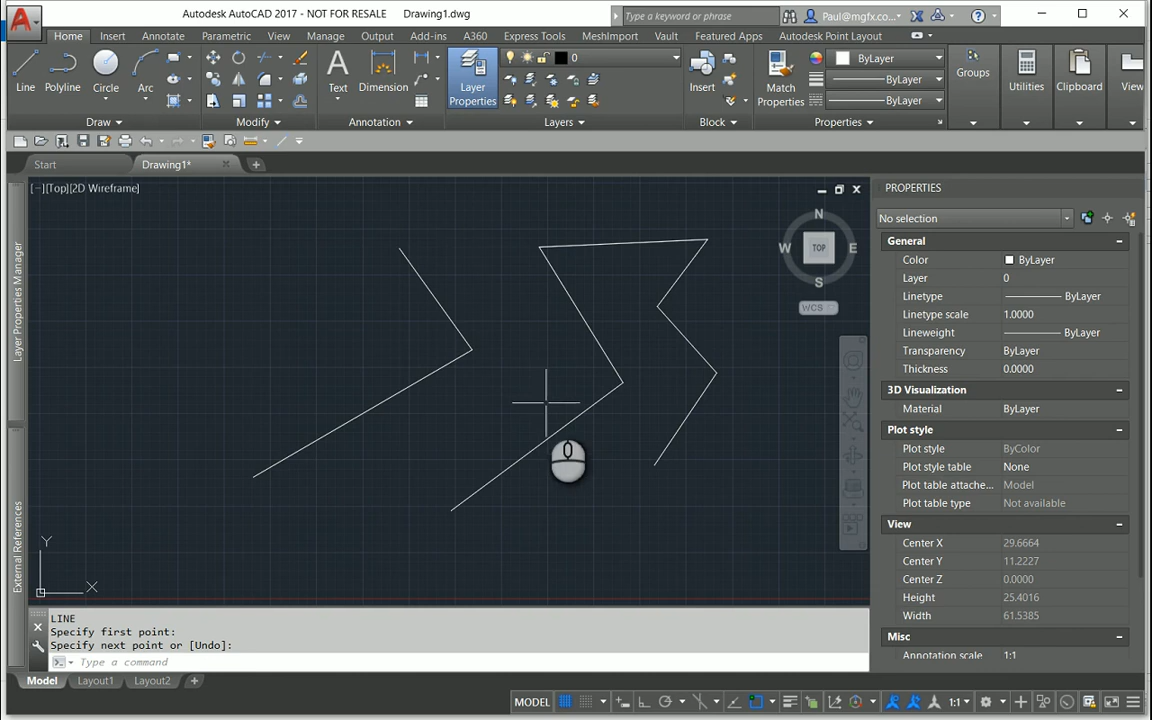 Autodesk AutoCAD 2017 - NOT FOR RESALE Drawing1.dwg
Type a keyword or phrase
Paul@mgfx.co...
Home Insert Annotate Parametric View Manage Output Add-ins A360 Express Tools MeshImport Vault Featured Apps Autodesk Point Layout
Line Polyline Circle Arc
Text Dimension
Layer
Properties
0
Insert
Match
Properties
ByLayer
ByLayer
ByLayer
Groups
Utilities
Clipboard
View
Draw Modify Annotation Layers Block Properties
Start Drawing1*
[−][Top][2D Wireframe]
N
W TOP E
S
WCS
Layer Properties Manager
External References
Y
X
PROPERTIES
No selection
General
Color ByLayer
Layer 0
Linetype ByLayer
Linetype scale 1.0000
Lineweight ByLayer
Transparency ByLayer
Thickness 0.0000
3D Visualization
Material ByLayer
Plot style
Plot style ByColor
Plot style table None
Plot table attache... Model
Plot table type Not available
View
Center X 29.6664
Center Y 11.2227
Center Z 0.0000
Height 25.4016
Width 61.5385
Misc
Annotation scale 1:1
LINE
Specify first point:
Specify next point or [Undo]:
Type a command
Model Layout1 Layout2
MODEL 1:1